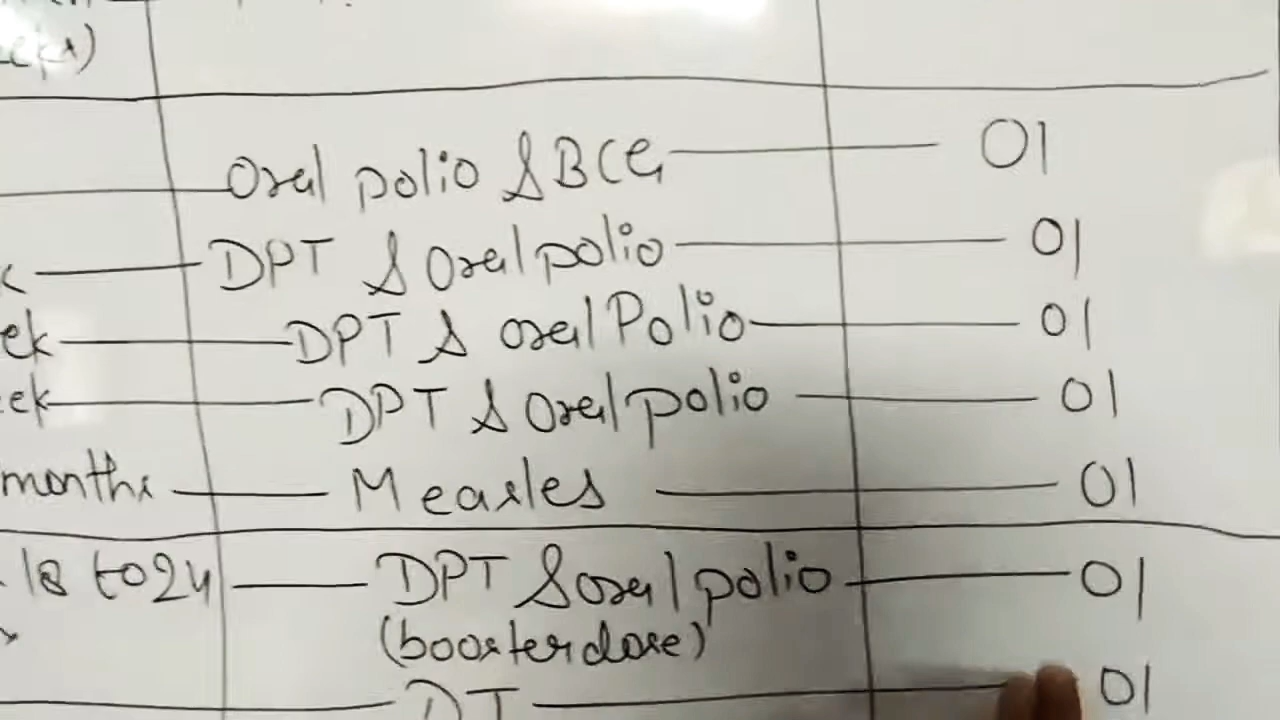 Oral polio & BCG 01
DPT & Oral polio 01
ek DPT & oral Polio 01
ek DPT & Oral polio 01
months Measles 01
18 to 24 DPT & oral polio 01
(booster dose)
DT 01